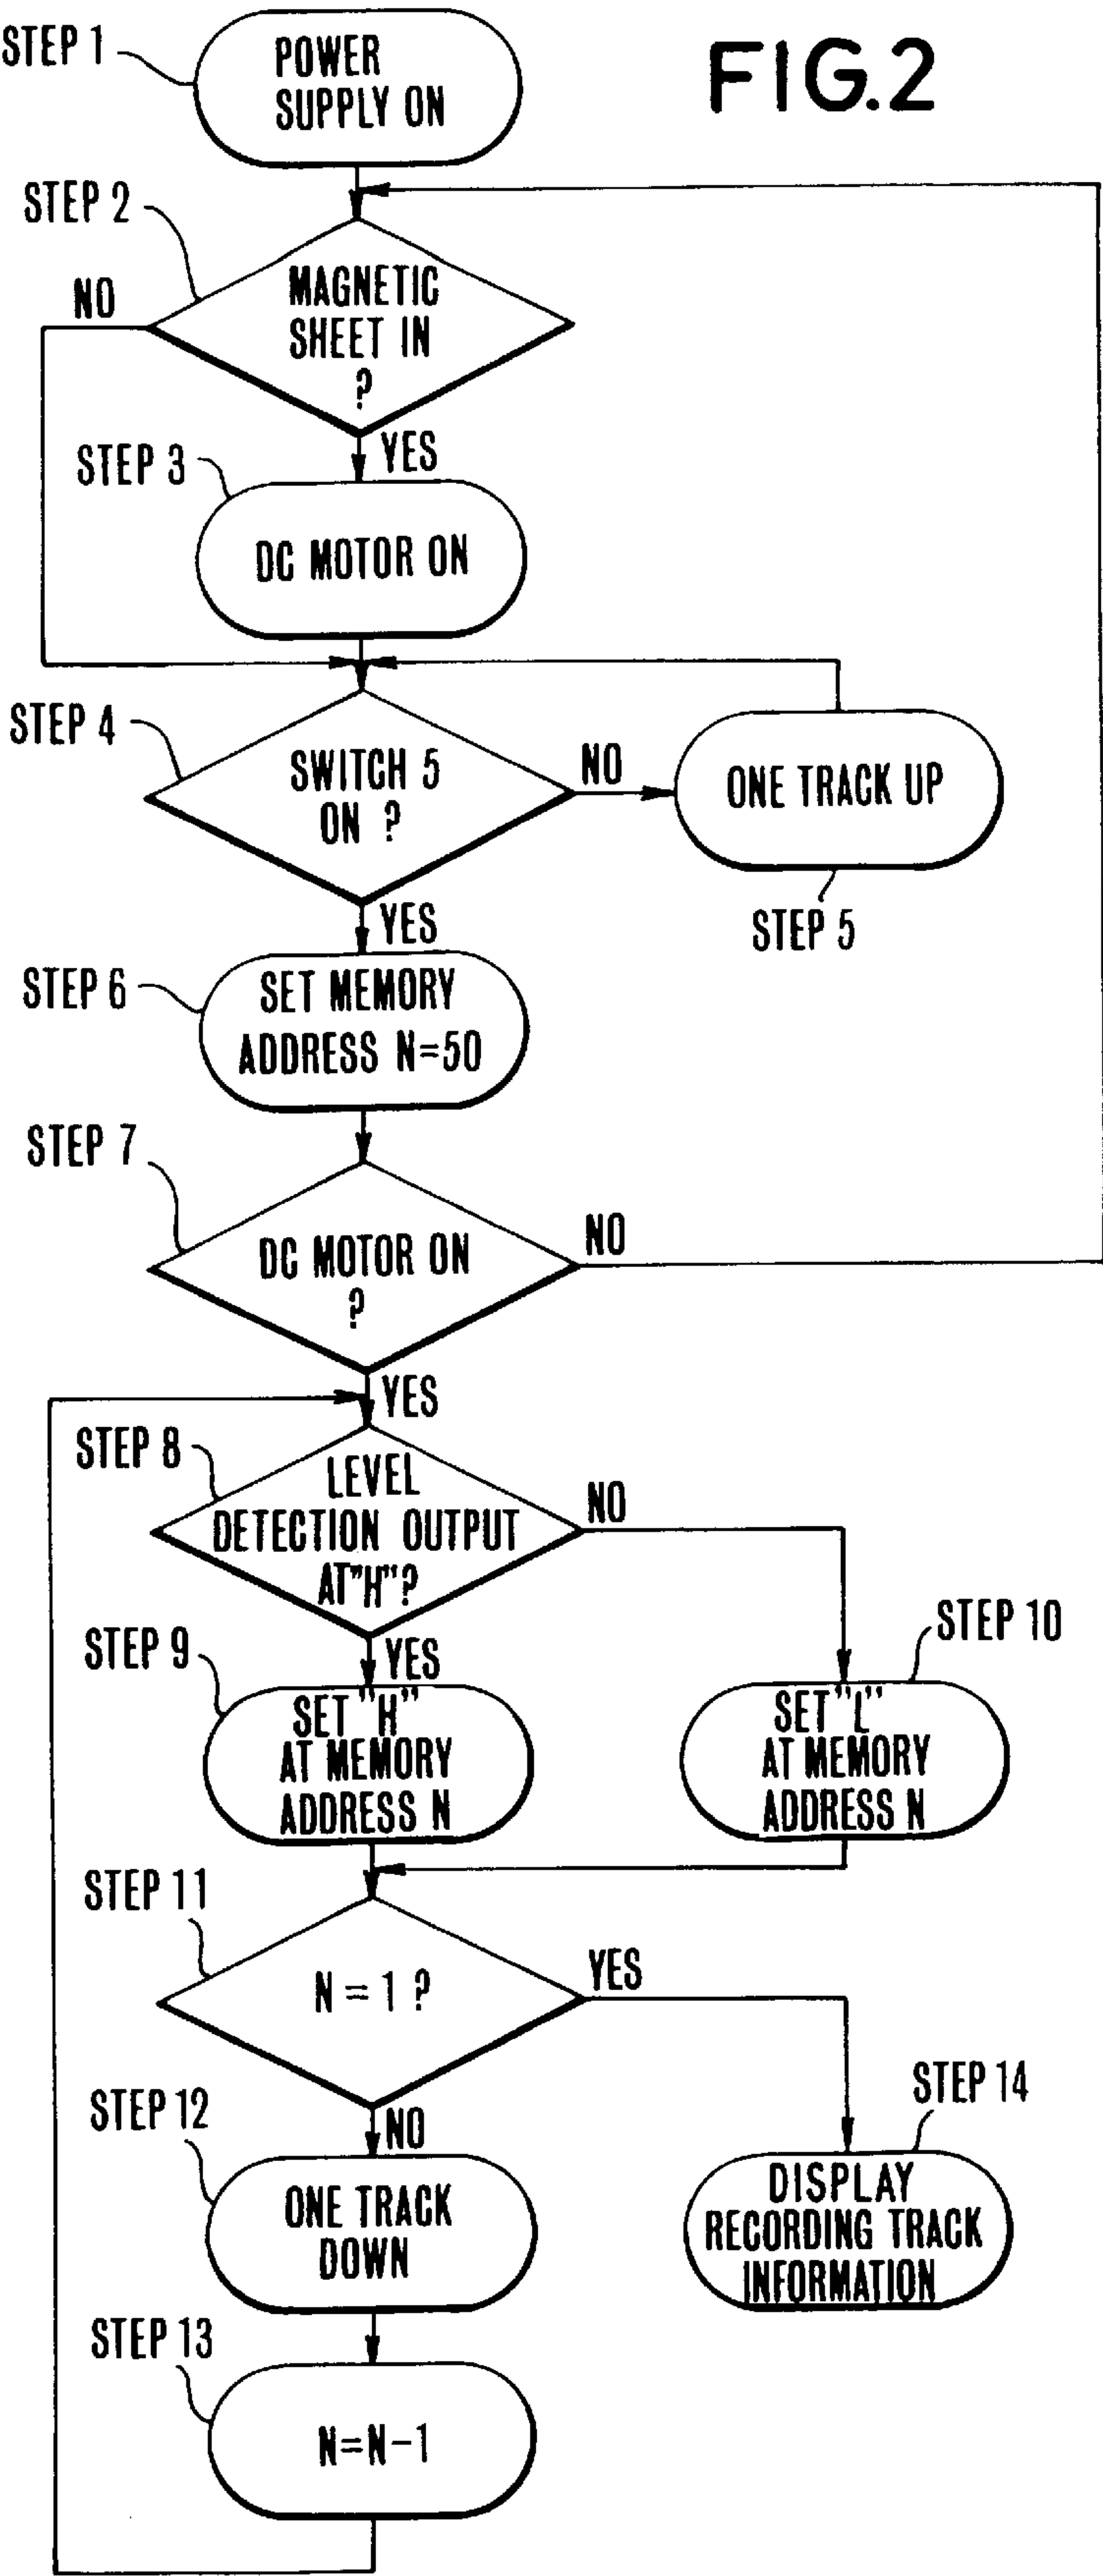 FIG.2
STEP 1
POWER
SUPPLY ON
STEP 2
NO
MAGNETIC
SHEET IN
?
YES
STEP 3
DC MOTOR ON
STEP 4
SWITCH 5
ON ?
NO
ONE TRACK UP
STEP 5
YES
STEP 6
SET MEMORY
ADDRESS N=50
STEP 7
DC MOTOR ON
?
NO
YES
STEP 8
LEVEL
DETECTION OUTPUT
AT"H"?
NO
YES
STEP 9
SET "H"
AT MEMORY
ADDRESS N
STEP 10
SET "L"
AT MEMORY
ADDRESS N
STEP 11
N = 1 ?
YES
NO
STEP 12
ONE TRACK
DOWN
STEP 14
DISPLAY
RECORDING TRACK
INFORMATION
STEP 13
N=N-1